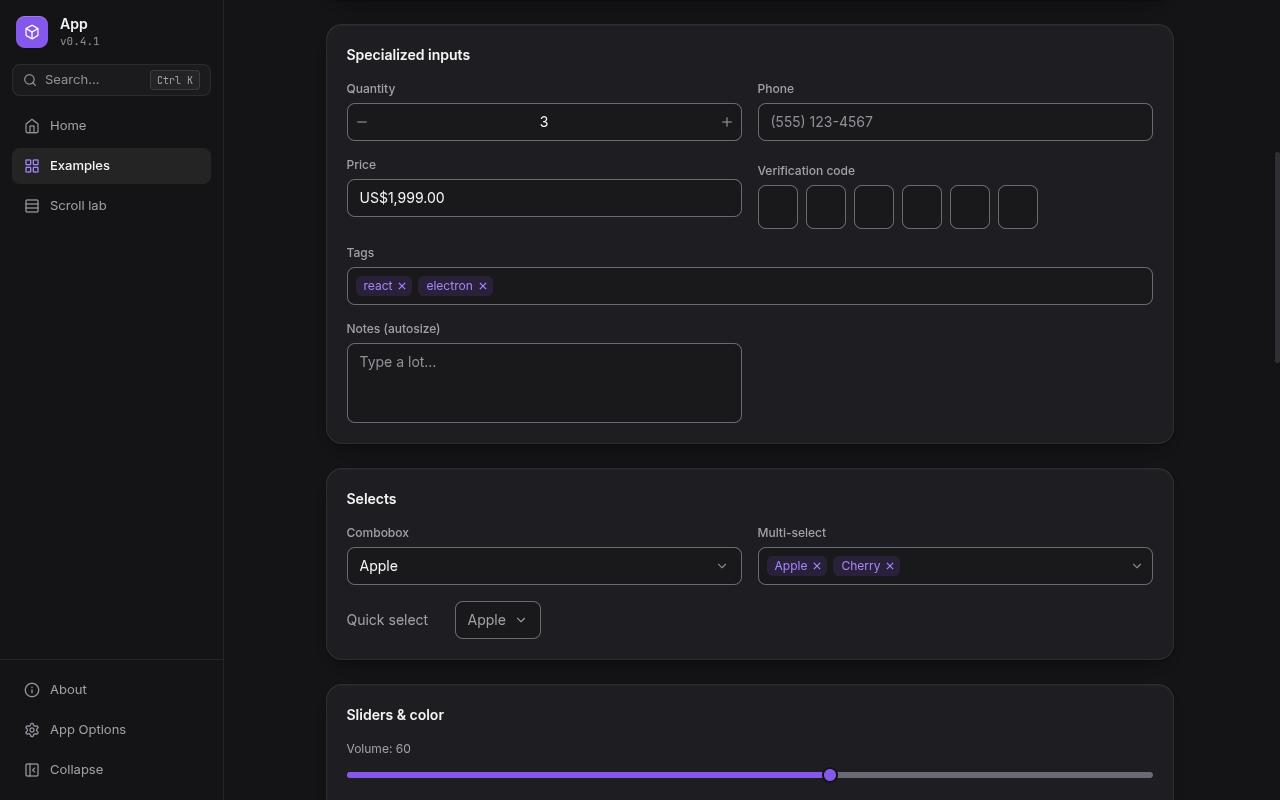 App
v0.4.1
Search...
Ctrl K
Home
Examples
Scroll lab
About
App Options
Collapse
Specialized inputs
Quantity
3
Phone
(555) 123-4567
Price
US$1,999.00
Verification code
Tags
react
electron
Notes (autosize)
Type a lot...
Selects
Combobox
Apple
Multi-select
Apple
Cherry
Quick select
Apple
Sliders & color
Volume: 60